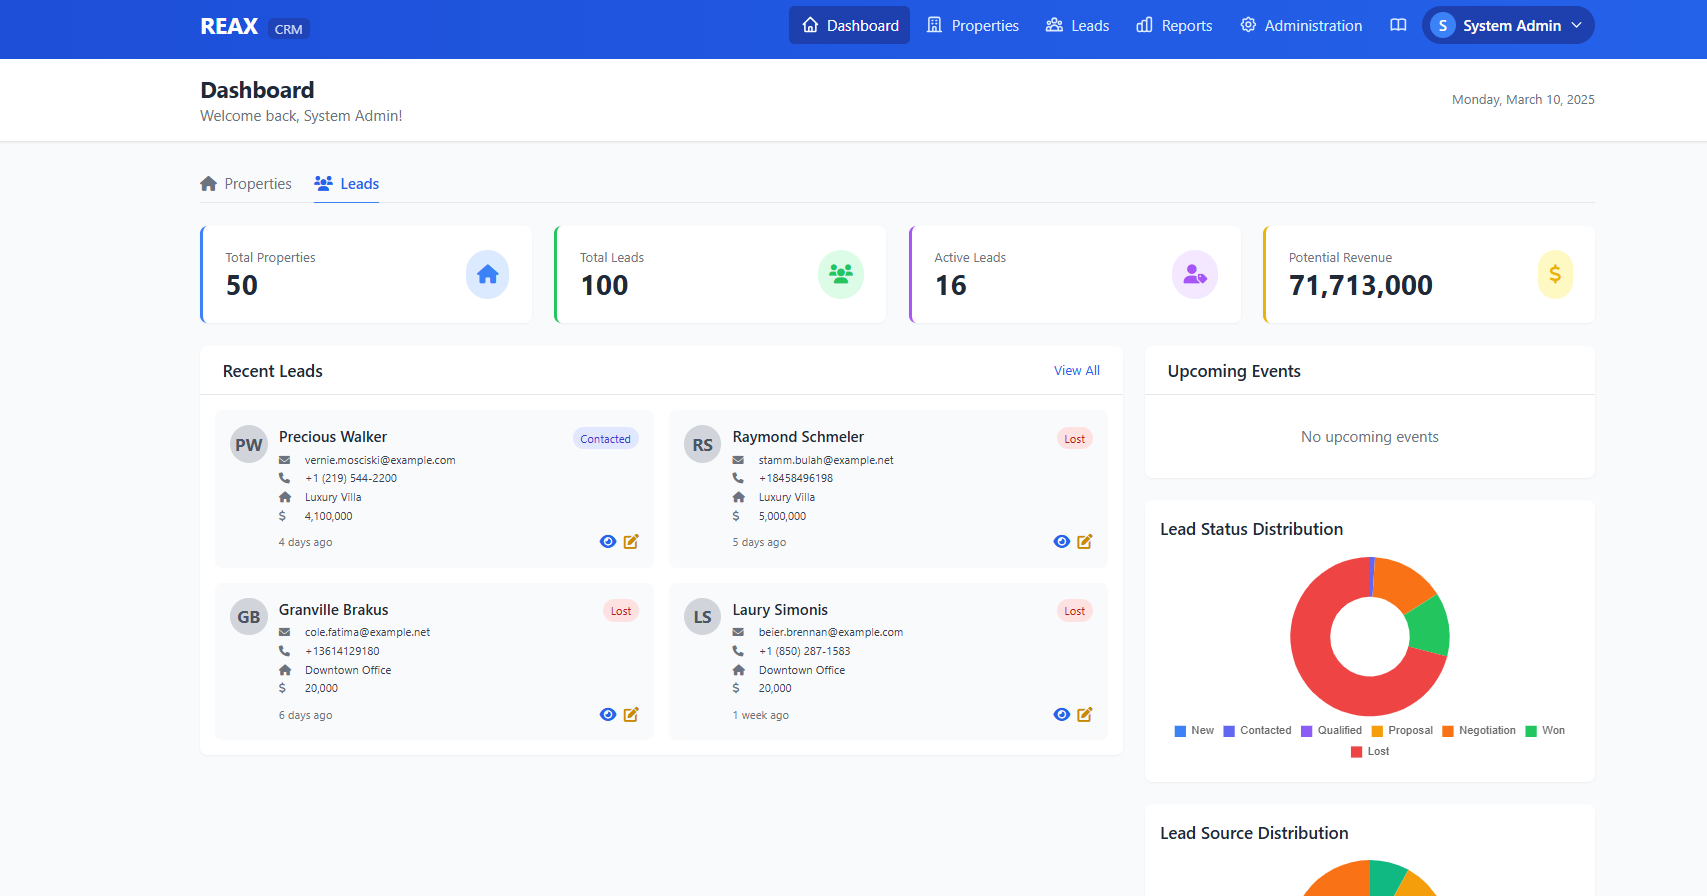 REAX CRM
Dashboard
Properties
Leads
Reports
Administration
S System Admin
Dashboard
Welcome back, System Admin!
Monday, March 10, 2025
Properties
Leads
Total Properties
50
Total Leads
100
Active Leads
16
Potential Revenue
71,713,000
$
Recent Leads
View All
PW
Precious Walker
Contacted
vernie.mosciski@example.com
+1 (219) 544-2200
Luxury Villa
$ 4,100,000
4 days ago
RS
Raymond Schmeler
Lost
stamm.bulah@example.net
+18458496198
Luxury Villa
$ 5,000,000
5 days ago
GB
Granville Brakus
Lost
cole.fatima@example.net
+13614129180
Downtown Office
$ 20,000
6 days ago
LS
Laury Simonis
Lost
beier.brennan@example.com
+1 (850) 287-1583
Downtown Office
$ 20,000
1 week ago
Upcoming Events
No upcoming events
Lead Status Distribution
New Contacted Qualified Proposal Negotiation Won
Lost
Lead Source Distribution